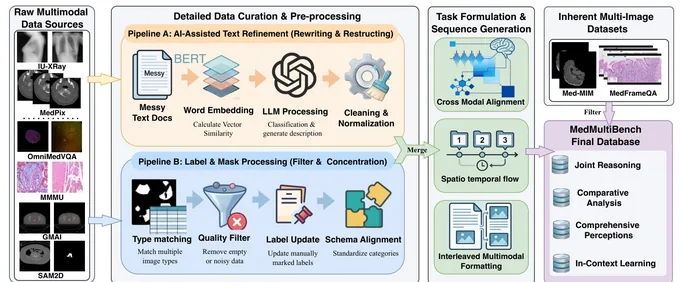 Raw Multimodal
Data Sources
IU-XRay
MedPix
OmniMedVQA
MMMU
GMAI
SAM2D
Detailed Data Curation & Pre-processing
Pipeline A: AI-Assisted Text Refinement (Rewriting & Restructing)
Messy
BERT
Messy
Text Docs
Word Embedding
Calculate Vector
Similarity
LLM Processing
Classification &
generate description
Cleaning &
Normalization
Pipeline B: Label & Mask Processing (Filter & Concentration)
Type matching
Match multiple
image types
Quality Filter
Remove empty
or noisy data
Label Update
Update manually
marked labels
Schema Alignment
Standardize categories
Merge
Task Formulation &
Sequence Generation
Cross Modal Alignment
1 2 3
Spatio temporal flow
Interleaved Multimodal
Formatting
Inherent Multi-Image
Datasets
Med-MIM
MedFrameQA
Filter
MedMultiBench
Final Database
Joint Reasoning
Comparative
Analysis
Comprehensive
Perceptions
In-Context Learning